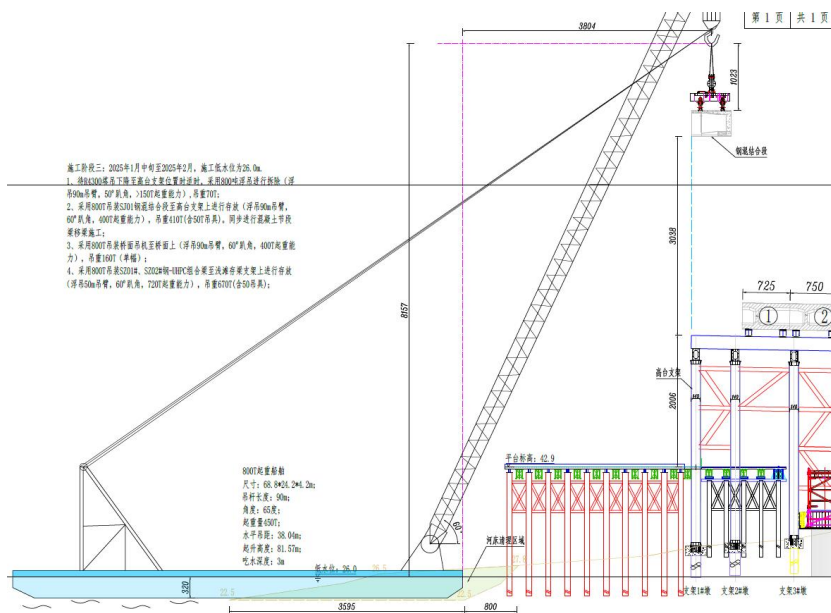 第 1 页 共 1 页
3804
1023
钢混结合段
施工阶段三：2025年1月中旬至2025年2月，施工低水位为26.0m.
1、待R4300塔吊下降至高台支架位置时进时，采用800吨浮吊进行拆除（浮
吊90m吊臂，50°趴角，>150T起重能力）,吊重70T；
2、采用800T吊装SJ01钢混结合段至高台支架上进行存放（浮吊90m吊臂，
60°趴角，400T起重能力），吊重410T(含50T吊具)，同步进行混凝土节段
梁移梁施工；
3、采用800T吊装桥面吊机至桥面上（浮吊90m吊臂，60°趴角，400T起重能
力），吊重160T（单幅）；
4、采用800T吊装SZ01#、SZ02#钢-UHPC组合梁至浅滩存梁支架上进行存放
（浮吊50m吊臂，60°趴角，720T起重能力），吊重670T(含50吊具)；
8157
3038
725 750
① ②
高台支架
2006
平台标高：42.9
800T起重船舶
尺寸：68.8*24.2*4.2m；
吊杆长度：90m；
角度：65度；
起重量450T；
水平吊距：38.04m；
起升高度：81.57m；
吃水深度：3m
60°
河床清理区域
低水位：26.0
26.5
320
22.5
3595 800
支架1#墩 支架2#墩 支架3#墩